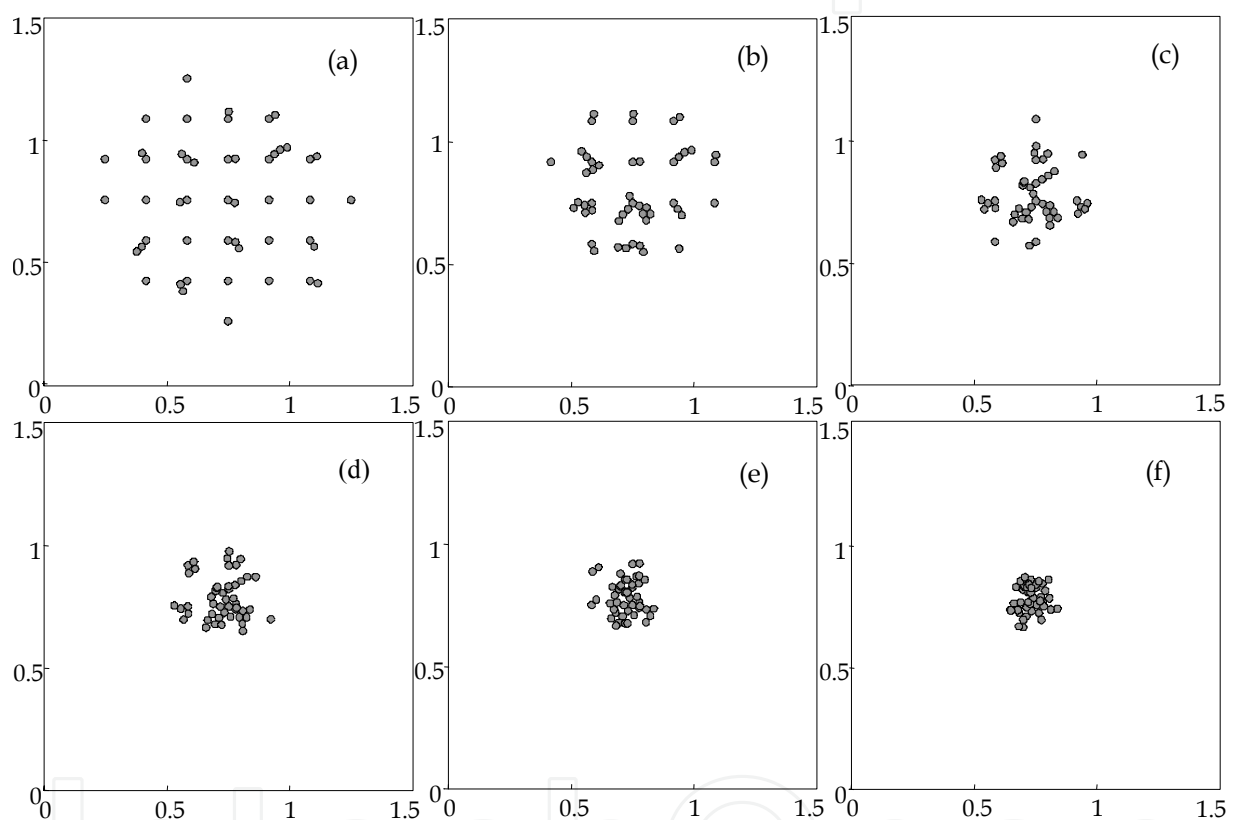 1.5 (a) 1 0.5 0 0 0.5 1 1.5
1.5 (b) 1 0.5 0 0 0.5 1 1.5
1.5 (c) 1 0.5 0 0 0.5 1 1.5
1.5 (d) 1 0.5 0 0 0.5 1 1.5
1.5 (e) 1 0.5 0 0 0.5 1 1.5
1.5 (f) 1 0.5 0 0 0.5 1 1.5